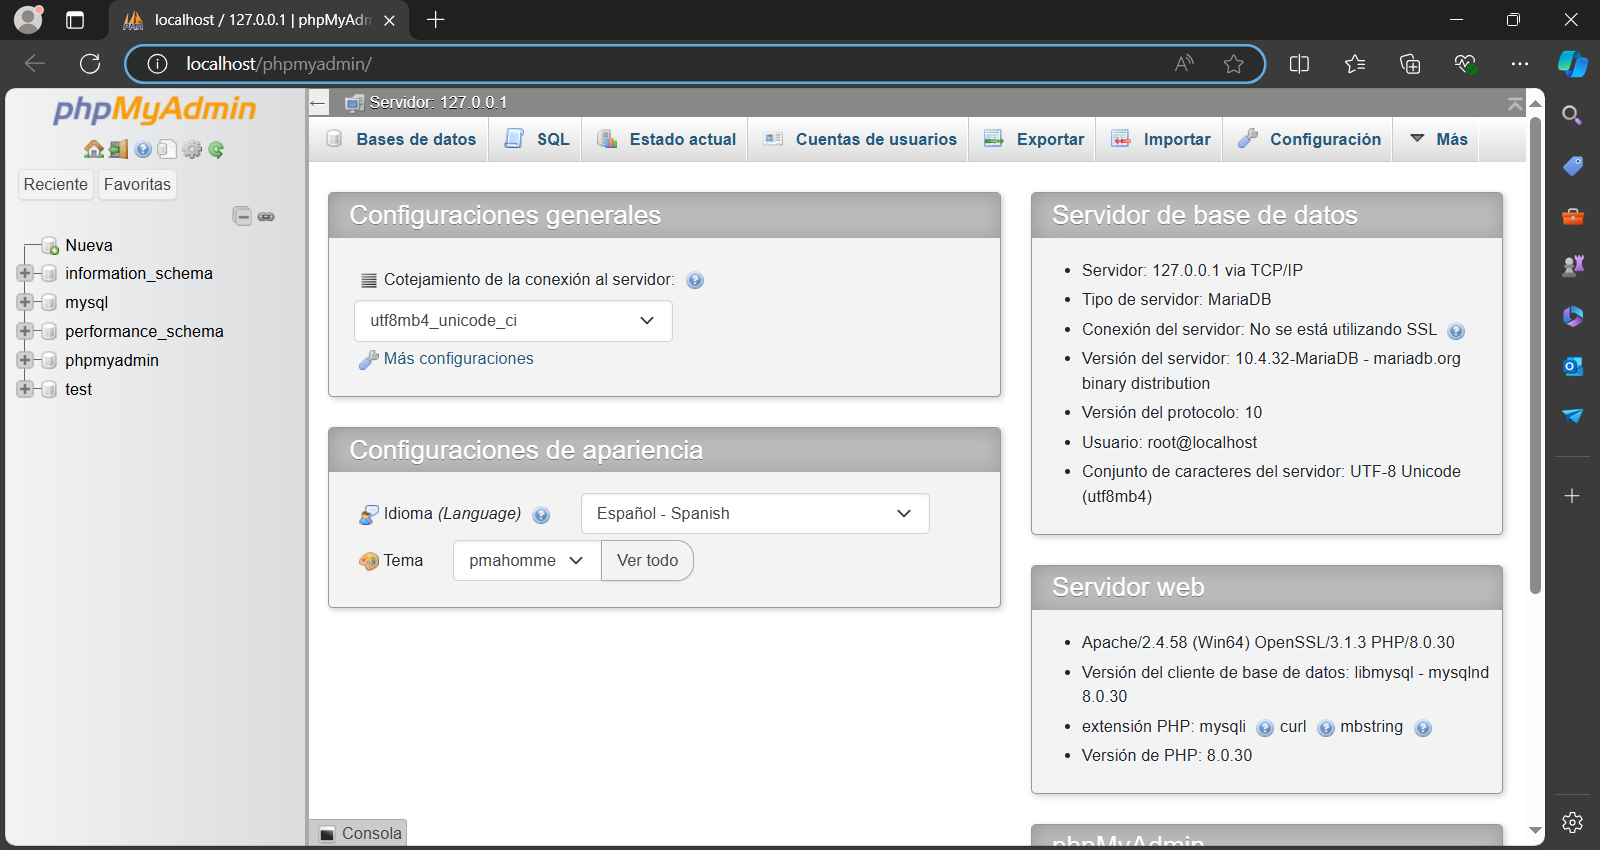 localhost / 127.0.0.1 | phpMyAdm
localhost/phpmyadmin/
phpMyAdmin
Reciente Favoritas
Nueva
information_schema
mysql
performance_schema
phpmyadmin
test
Servidor: 127.0.0.1
Bases de datos SQL Estado actual Cuentas de usuarios Exportar Importar Configuración Más
Configuraciones generales
Cotejamiento de la conexión al servidor:
utf8mb4_unicode_ci
Más configuraciones
Configuraciones de apariencia
Idioma (Language) Español - Spanish
Tema pmahomme Ver todo
Servidor de base de datos
Servidor: 127.0.0.1 via TCP/IP
Tipo de servidor: MariaDB
Conexión del servidor: No se está utilizando SSL
Versión del servidor: 10.4.32-MariaDB - mariadb.org
binary distribution
Versión del protocolo: 10
Usuario: root@localhost
Conjunto de caracteres del servidor: UTF-8 Unicode
(utf8mb4)
Servidor web
Apache/2.4.58 (Win64) OpenSSL/3.1.3 PHP/8.0.30
Versión del cliente de base de datos: libmysql - mysqlnd
8.0.30
extensión PHP: mysqli curl mbstring
Versión de PHP: 8.0.30
phpMyAdmin
Consola